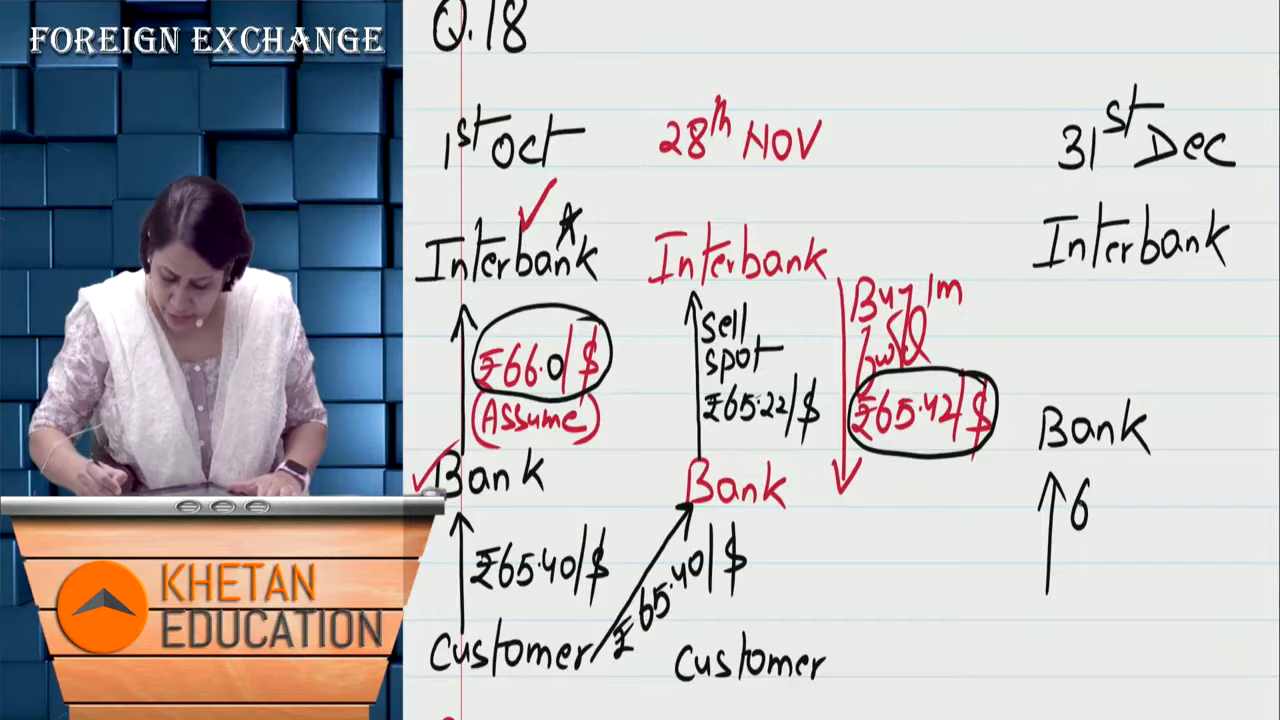 FOREIGN EXCHANGE
Q.18
1st Oct
28th NOV
31st Dec
Interbank
Interbank
Interbank
₹66.0/$
(Assume)
Sell
Spot
₹65.22/$
Buy 1m
₹65.42/$
Bank
Bank
Bank
₹65.40/$
₹65.40/$
6
Customer
Customer
KHETAN
EDUCATION